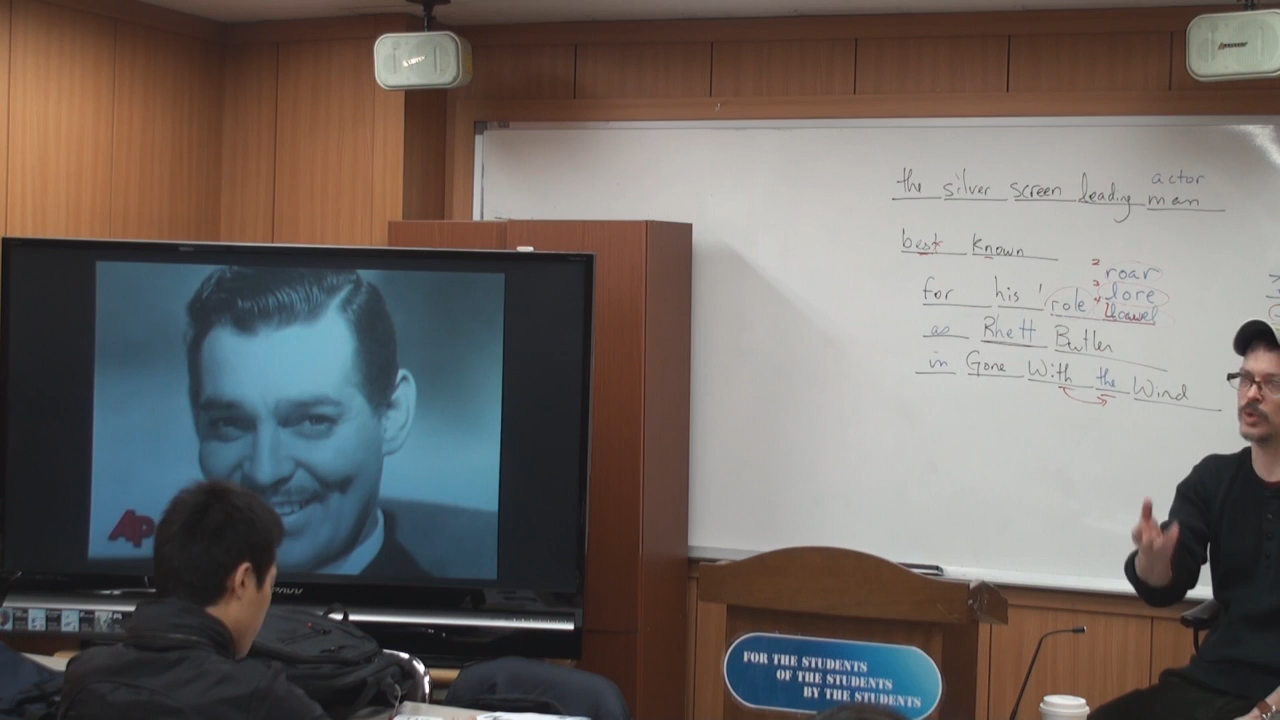 actor
the silver screen leading man
best known
roar
for his role lore
as Rhett Butler
in Gone With the Wind
AP
FOR THE STUDENTS
OF THE STUDENTS
BY THE STUDENTS